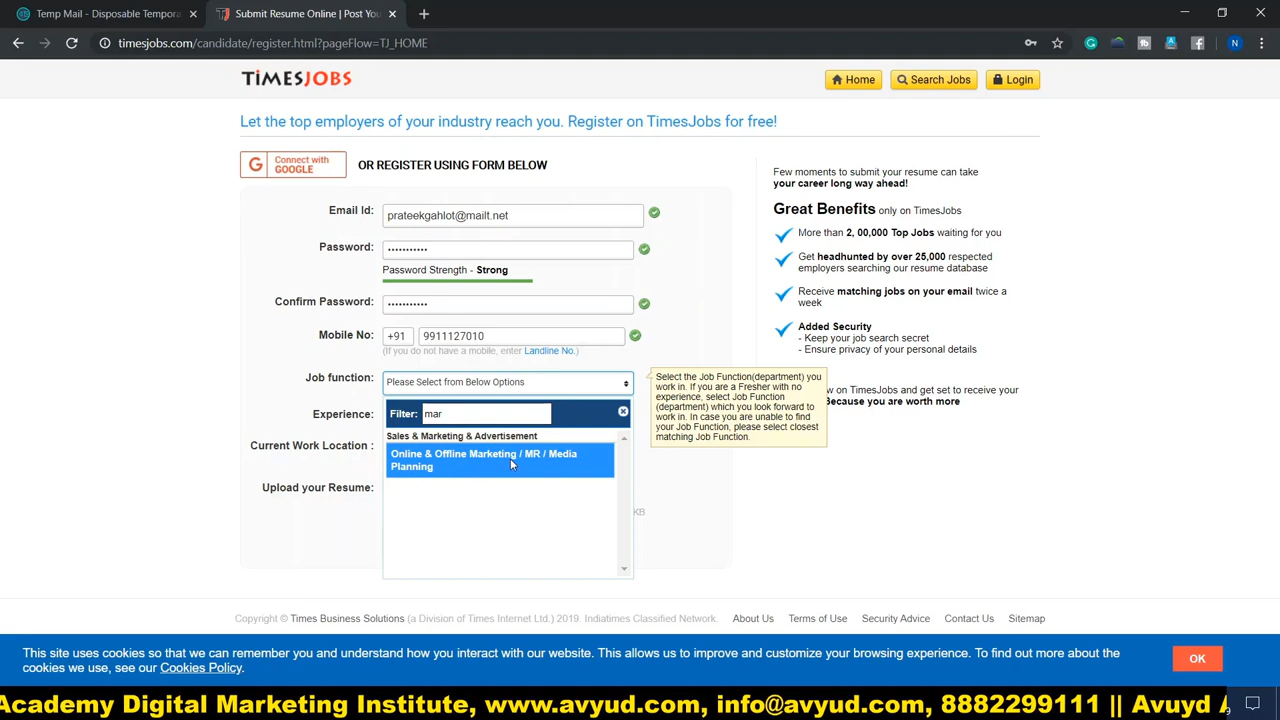 Temp Mail - Disposable Tempora
Submit Resume Online | Post You
timesjobs.com/candidate/register.html?pageFlow=TJ_HOME
N
TIMESJOBS
Home
Search Jobs
Login
Let the top employers of your industry reach you. Register on TimesJobs for free!
G Connect with
GOOGLE
OR REGISTER USING FORM BELOW
Email Id: prateekgahlot@mailt.net
Password: •••••••••••
Password Strength - Strong
Confirm Password: •••••••••••
Mobile No: +91 9911127010
(If you do not have a mobile, enter Landline No.)
Job function: Please Select from Below Options
Filter: mar
Sales & Marketing & Advertisement
Online & Offline Marketing / MR / Media
Planning
Experience:
Current Work Location :
Upload your Resume:
KB
Select the Job Function(department) you
work in. If you are a Fresher with no
experience, select Job Function
(department) which you look forward to
work in. In case you are unable to find
your Job Function, please select closest
matching Job Function.
Few moments to submit your resume can take
your career long way ahead!
Great Benefits only on TimesJobs
More than 2, 00,000 Top Jobs waiting for you
Get headhunted by over 25,000 respected
employers searching our resume database
Receive matching jobs on your email twice a
week
Added Security
- Keep your job search secret
- Ensure privacy of your personal details
on TimesJobs and get set to receive your
Because you are worth more
Copyright © Times Business Solutions (a Division of Times Internet Ltd.) 2019. Indiatimes Classified Network.
About Us
Terms of Use
Security Advice
Contact Us
Sitemap
This site uses cookies so that we can remember you and understand how you interact with our website. This allows us to improve and customize your browsing experience. To find out more about the
cookies we use, see our Cookies Policy.
OK
Academy Digital Marketing Institute, www.avyud.com, info@avyud.com, 8882299111 || Avuyd